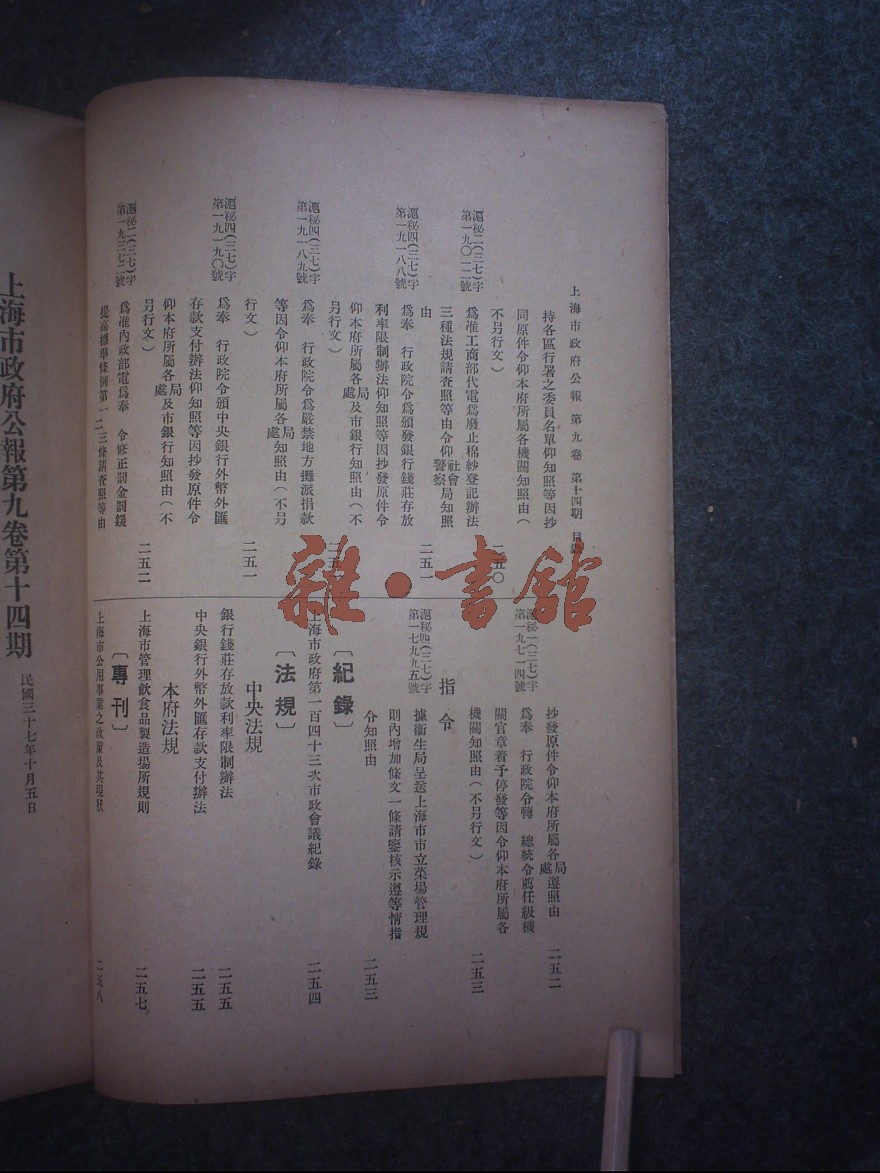 上海市政府公報　第九卷　第十四期　目錄
持各區行署之委員名單仰知照等因抄
同原件令仰本府所屬各機關知照由（
不另行文）　二五〇
滬秘二（三七）字第一九〇二二號
爲准工商部代電爲廢止棉紗登記辦法
三種法規請查照等由令仰社會警察局知照
由　二五一
滬秘四（三七）字第一九一八八號
爲奉　行政院令爲頒發銀行錢莊存放
利率限制辦法仰知照等因抄發原件令
仰本府所屬各局處及市銀行知照由（不
另行文）
滬秘四（三七）字第一九一八九號
爲奉　行政院令爲嚴禁地方攤派捐款
等因令仰本府所屬各局處知照由（不另
行文）　二五一
滬秘四（三七）字第一九一九〇號
爲奉　行政院令頒中央銀行外幣外匯
存款支付辦法仰知照等因抄發原件令
仰本府所屬各局處及市銀行知照由（不
另行文）　二五二
滬秘二（三七）字第一九三七二號
爲准內政部電爲奉　令修正罰金罰鍰
提高標準條例第一二三條請查照等由
抄發原件令仰本府所屬各局處遵照由　二五二
滬秘一（三七）字第一九七一四號
爲奉　行政院令轉　總統令薦任級機
關官章着予停發等因令仰本府所屬各
機關知照由（不另行文）　二五三
指令
滬秘四（三七）字第一七九九五號
據衞生局呈送上海市市立菜場管理規
則內增加條文一條請鑒核示遵等情指
令知照由　二五三
〔紀錄〕
上海市政府第一百四十三次市政會議紀錄　二五四
〔法規〕
中央法規
銀行錢莊存放款利率限制辦法　二五五
中央銀行外幣外匯存款支付辦法　二五五
本府法規
上海市管理飲食品製造場所規則　二五七
〔專刊〕
上海市公用事業之政策及其現狀　二五八
上海市政府公報第九卷第十四期
民國三十七年十月五日
雜·書館